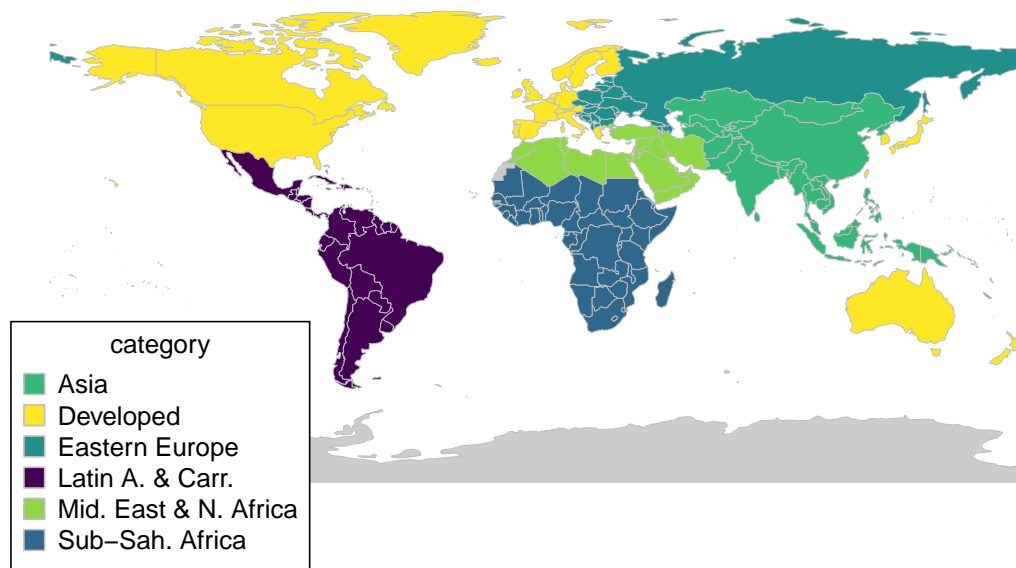 category
Asia
Developed
Eastern Europe
Latin A. & Carr.
Mid. East & N. Africa
Sub−Sah. Africa